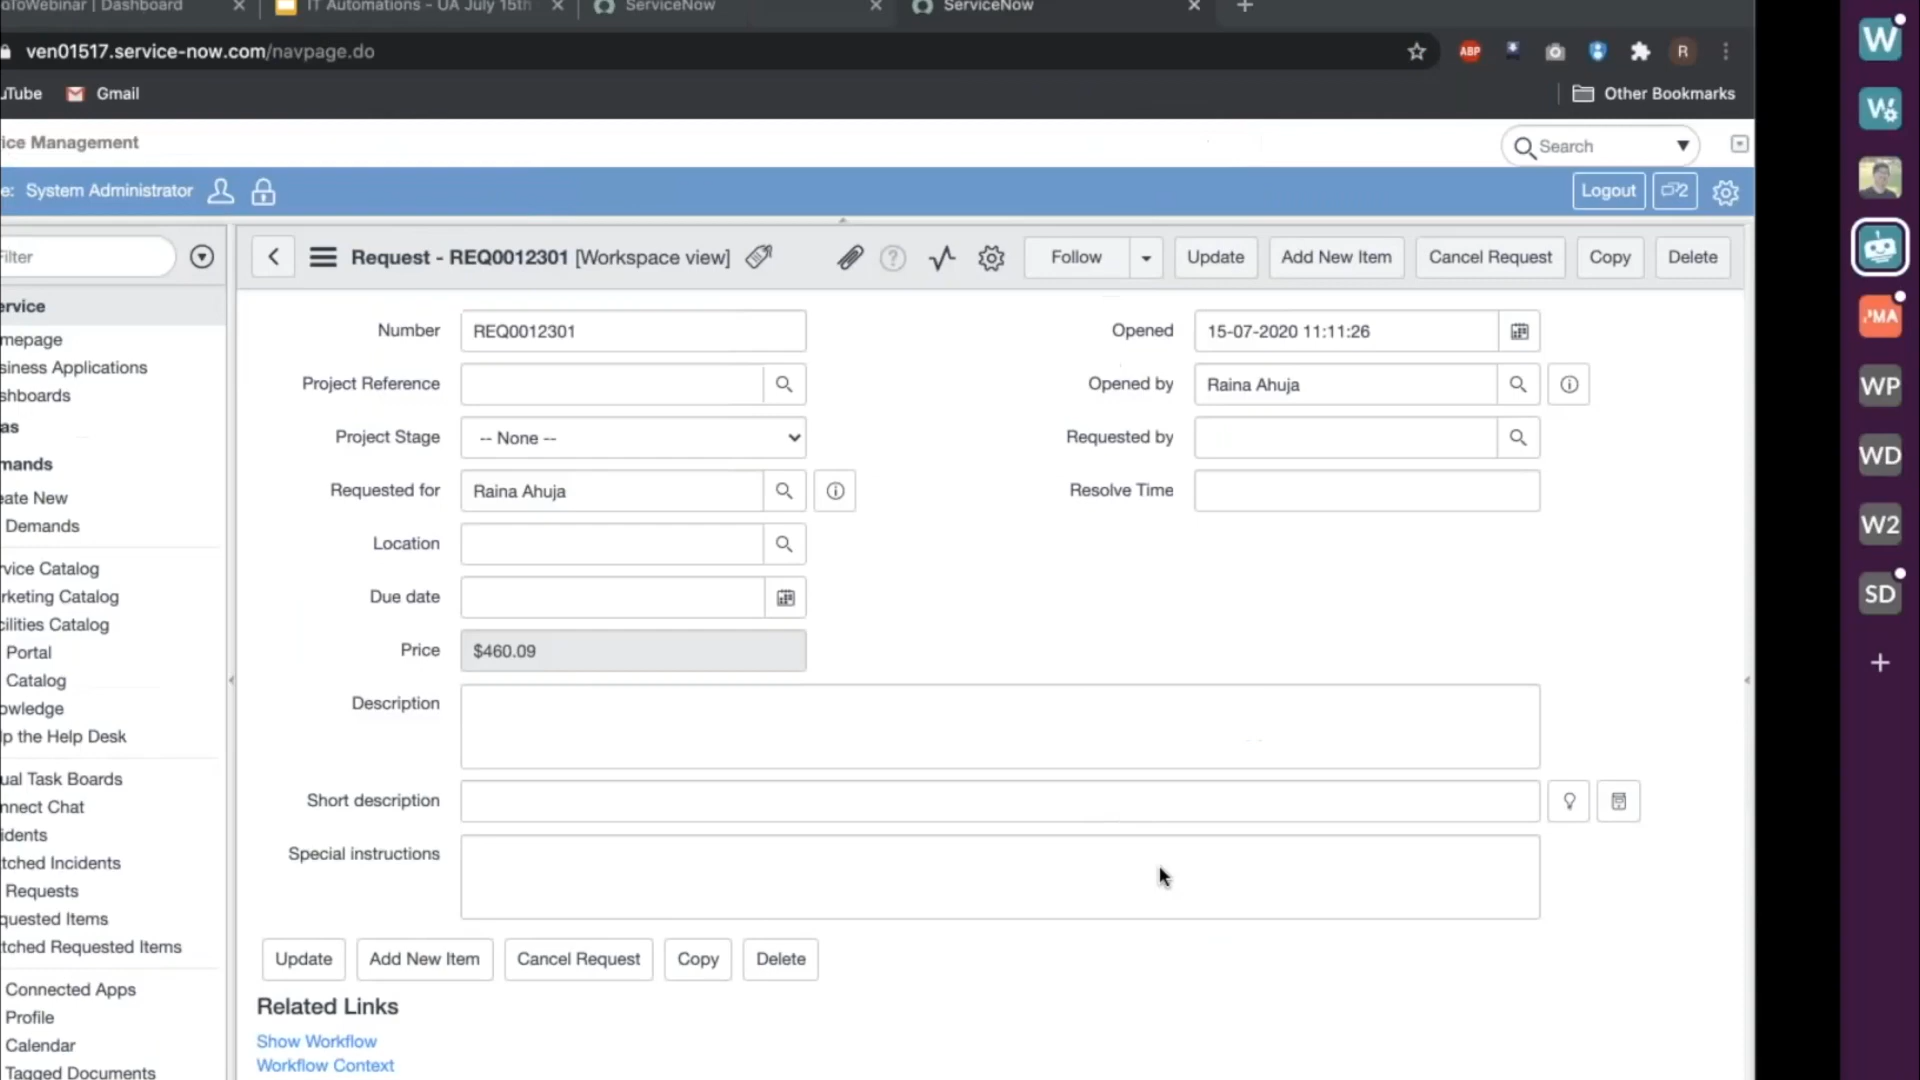 oToWebinar | Dashboard
IT Automations - UA July 15th
ServiceNow
ServiceNow
ven01517.service-now.com/navpage.do
ABP
R
uTube
Gmail
Other Bookmarks
ice Management
Search
e: System Administrator
Logout
2
ilter
Request - REQ0012301 [Workspace view]
Follow
Update
Add New Item
Cancel Request
Copy
Delete
ervice
mepage
siness Applications
shboards
as
mands
eate New
Demands
rvice Catalog
rketing Catalog
cilities Catalog
Portal
Catalog
owledge
lp the Help Desk
ual Task Boards
nnect Chat
idents
tched Incidents
Requests
quested Items
tched Requested Items
Connected Apps
Profile
Calendar
Tagged Documents
Number
REQ0012301
Opened
15-07-2020 11:11:26
Project Reference
Opened by
Raina Ahuja
Project Stage
-- None --
Requested by
Requested for
Raina Ahuja
Resolve Time
Location
Due date
Price
$460.09
Description
Short description
Special instructions
Update
Add New Item
Cancel Request
Copy
Delete
Related Links
Show Workflow
Workflow Context
W
W
MA
WP
WD
W2
SD